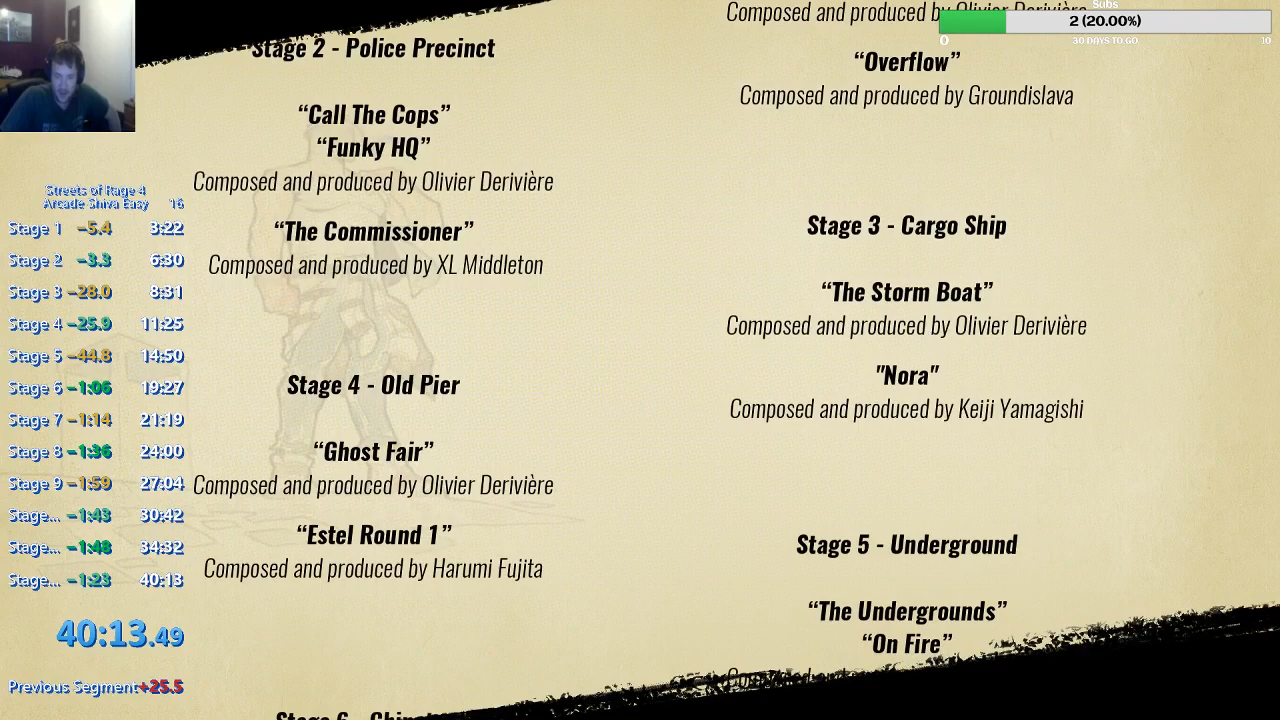 Subs
2 (20.00%)
0
30 DAYS TO GO
10
Streets of Rage 4
Arcade Shiva Easy 16
Stage 1 -5.4 3:22
Stage 2 -3.3 6:30
Stage 3 -28.0 8:31
Stage 4 -25.9 11:25
Stage 5 -44.8 14:50
Stage 6 -1:06 19:27
Stage 7 -1:14 21:19
Stage 8 -1:36 24:00
Stage 9 -1:59 27:04
Stage... -1:43 30:42
Stage... -1:48 34:32
Stage... -1:23 40:13
40:13.49
Previous Segment +25.5
Stage 2 - Police Precinct
“Call The Cops”
“Funky HQ”
Composed and produced by Olivier Derivière
“The Commissioner”
Composed and produced by XL Middleton
Stage 4 - Old Pier
“Ghost Fair”
Composed and produced by Olivier Derivière
“Estel Round 1”
Composed and produced by Harumi Fujita
Composed and produced by Olivier Derivière
“Overflow”
Composed and produced by Groundislava
Stage 3 - Cargo Ship
“The Storm Boat”
Composed and produced by Olivier Derivière
"Nora"
Composed and produced by Keiji Yamagishi
Stage 5 - Underground
“The Undergrounds”
“On Fire”